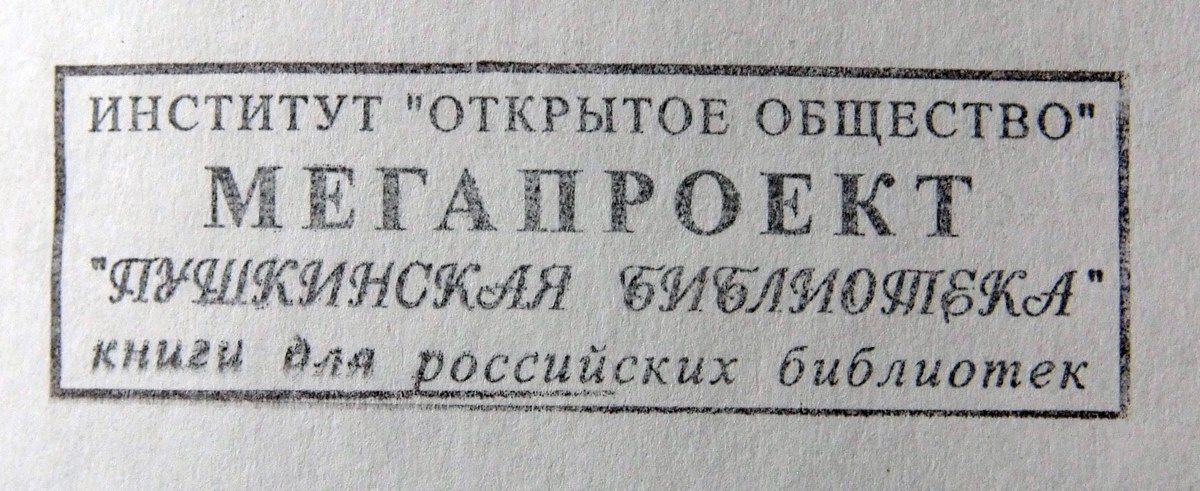 ИНСТИТУТ "ОТКРЫТОЕ ОБЩЕСТВО"
МЕГАПРОЕКТ
"ПУШКИНСКАЯ БИБЛИОТЕКА"
книги для российских библиотек